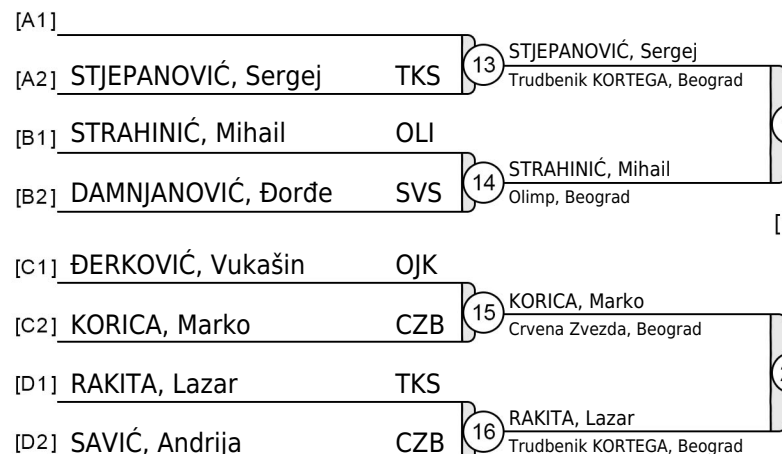 [A1]
[A2] STJEPANOVIĆ, Sergej TKS
13
STJEPANOVIĆ, Sergej
Trudbenik KORTEGA, Beograd
[B1] STRAHINIĆ, Mihail OLI
[B2] DAMNJANOVIĆ, Đorđe SVS
14
STRAHINIĆ, Mihail
Olimp, Beograd
[
[C1] ĐERKOVIĆ, Vukašin OJK
[C2] KORICA, Marko CZB
15
KORICA, Marko
Crvena Zvezda, Beograd
[D1] RAKITA, Lazar TKS
[D2] SAVIĆ, Andrija CZB
16
RAKITA, Lazar
Trudbenik KORTEGA, Beograd